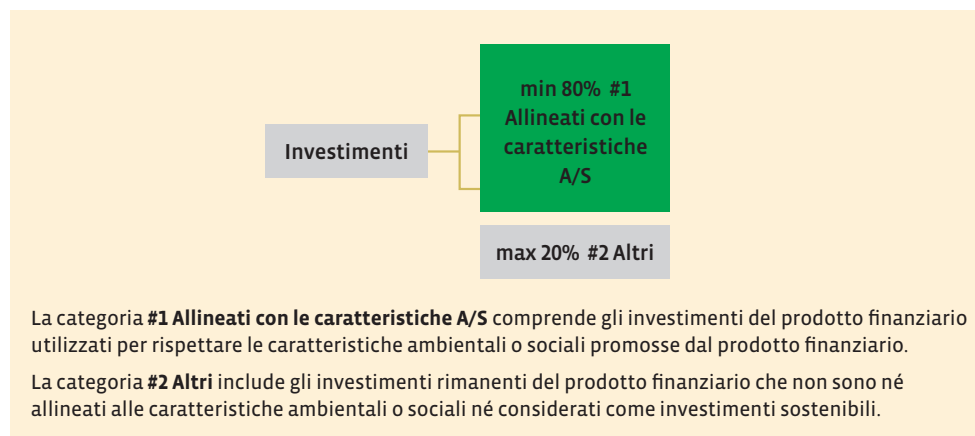 min 80% #1
Allineati con le
caratteristiche
A/S
Investimenti
max 20% #2 Altri
La categoria #1 Allineati con le caratteristiche A/S comprende gli investimenti del prodotto finanziario
utilizzati per rispettare le caratteristiche ambientali o sociali promosse dal prodotto finanziario.
La categoria #2 Altri include gli investimenti rimanenti del prodotto finanziario che non sono né
allineati alle caratteristiche ambientali o sociali né considerati come investimenti sostenibili.